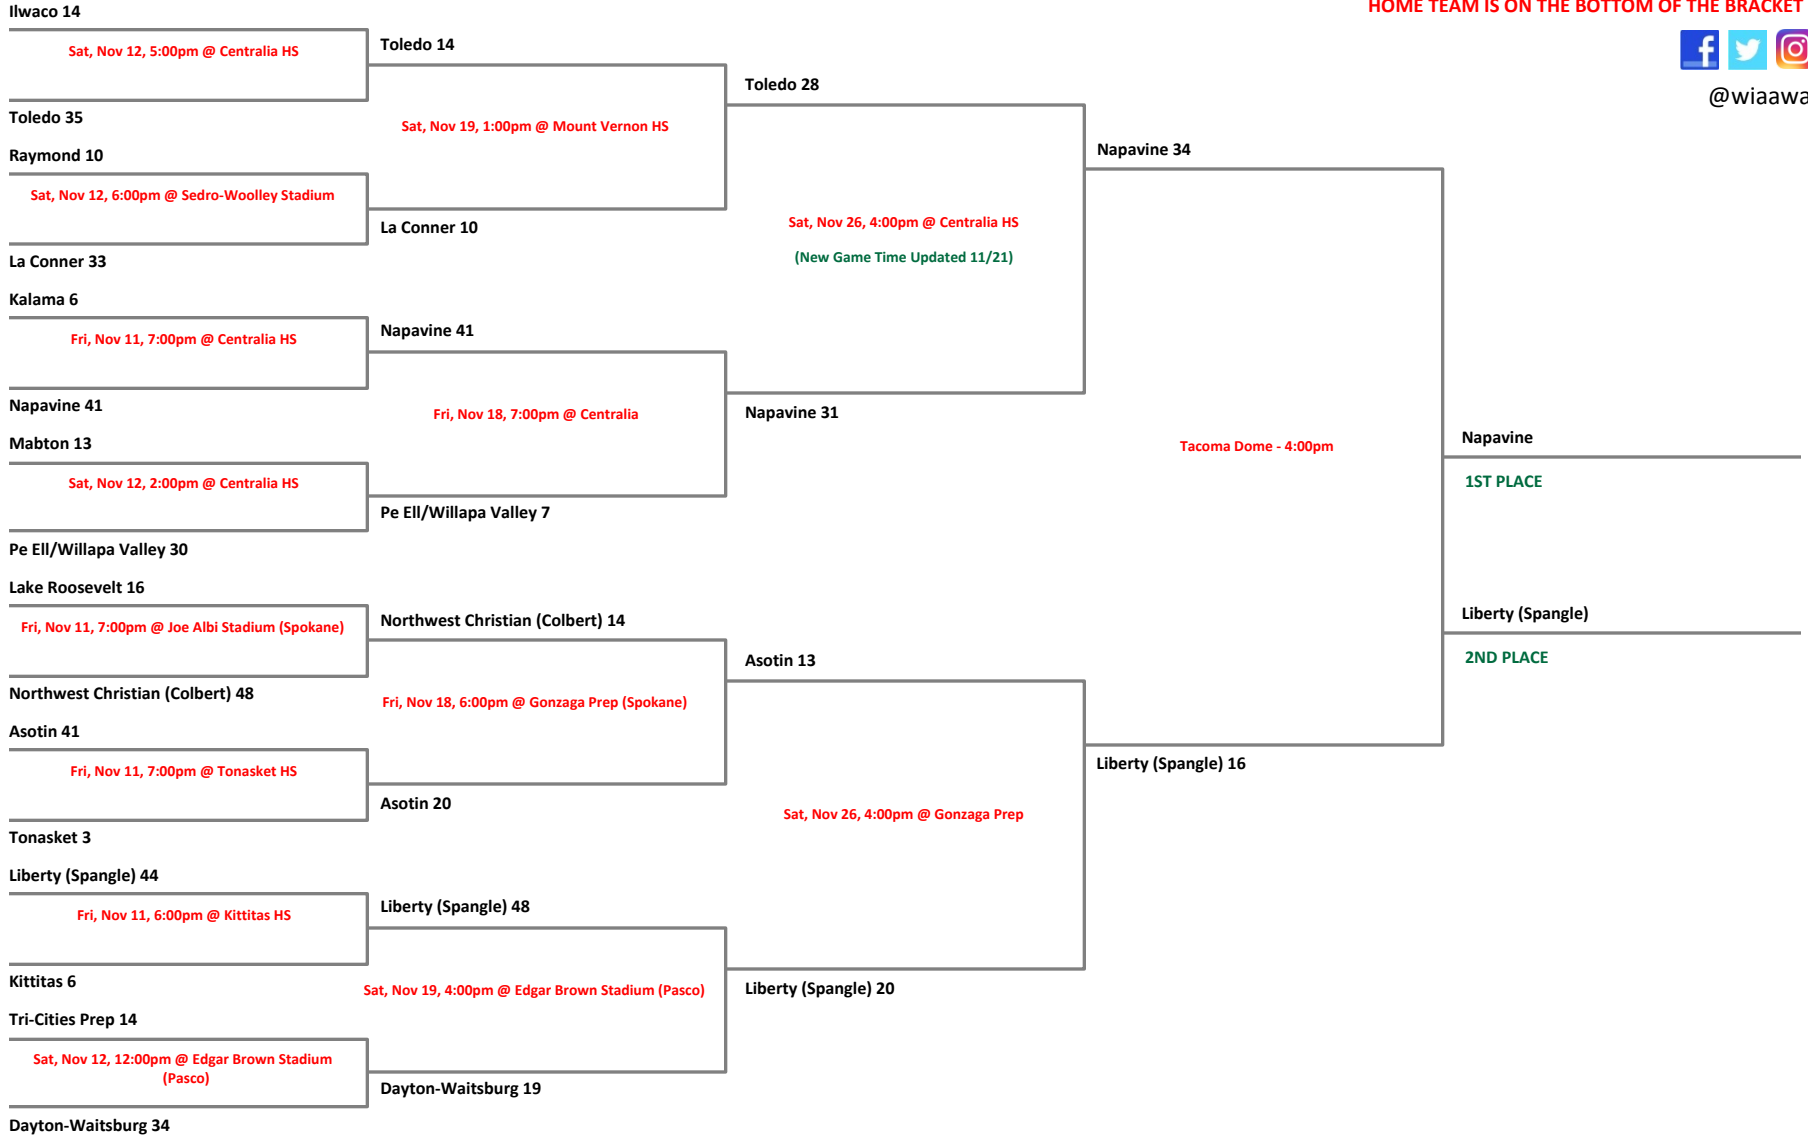 HOME TEAM IS ON THE BOTTOM OF THE BRACKET
@wiaawa
Ilwaco 14
Sat, Nov 12, 5:00pm @ Centralia HS
Toledo 35
Raymond 10
Sat, Nov 12, 6:00pm @ Sedro-Woolley Stadium
La Conner 33
Kalama 6
Fri, Nov 11, 7:00pm @ Centralia HS
Napavine 41
Mabton 13
Sat, Nov 12, 2:00pm @ Centralia HS
Pe Ell/Willapa Valley 30
Lake Roosevelt 16
Fri, Nov 11, 7:00pm @ Joe Albi Stadium (Spokane)
Northwest Christian (Colbert) 48
Asotin 41
Fri, Nov 11, 7:00pm @ Tonasket HS
Tonasket 3
Liberty (Spangle) 44
Fri, Nov 11, 6:00pm @ Kittitas HS
Kittitas 6
Tri-Cities Prep 14
Sat, Nov 12, 12:00pm @ Edgar Brown Stadium
(Pasco)
Dayton-Waitsburg 34
Toledo 14
Sat, Nov 19, 1:00pm @ Mount Vernon HS
La Conner 10
Napavine 41
Fri, Nov 18, 7:00pm @ Centralia
Pe Ell/Willapa Valley 7
Northwest Christian (Colbert) 14
Fri, Nov 18, 6:00pm @ Gonzaga Prep (Spokane)
Asotin 20
Liberty (Spangle) 48
Sat, Nov 19, 4:00pm @ Edgar Brown Stadium (Pasco)
Dayton-Waitsburg 19
Toledo 28
Sat, Nov 26, 4:00pm @ Centralia HS
(New Game Time Updated 11/21)
Napavine 31
Asotin 13
Sat, Nov 26, 4:00pm @ Gonzaga Prep
Liberty (Spangle) 20
Napavine 34
Tacoma Dome - 4:00pm
Liberty (Spangle) 16
Napavine
1ST PLACE
Liberty (Spangle)
2ND PLACE